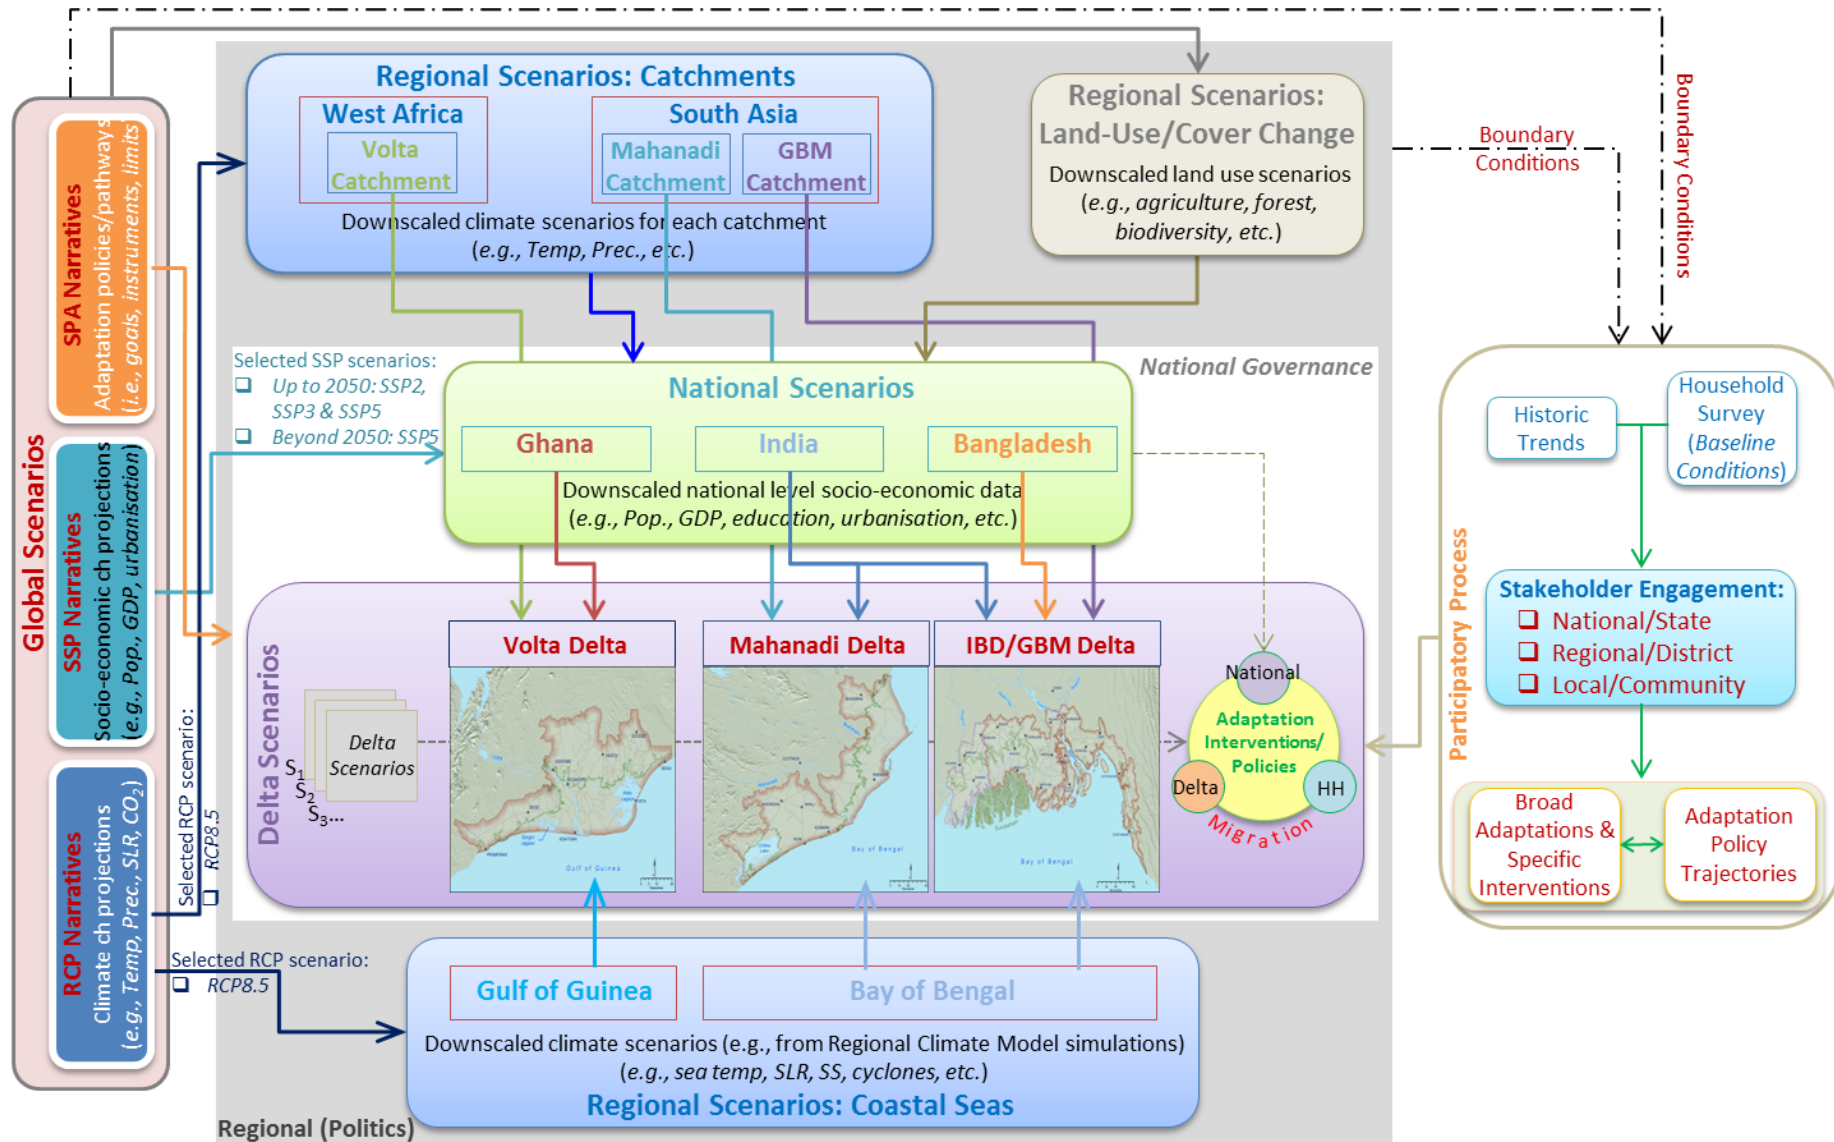 Global Scenarios
SPA Narratives
Adaptation policies/pathways
(i.e., goals, instruments, limits)
SSP Narratives
Socio-economic ch projections
(e.g., Pop., GDP, urbanisation)
RCP Narratives
Climate ch projections
(e.g., Temp, Prec., SLR, CO2)
Regional Scenarios: Catchments
West Africa
Volta
Catchment
South Asia
Mahanadi
Catchment
GBM
Catchment
Downscaled climate scenarios for each catchment
(e.g., Temp, Prec., etc.)
Regional Scenarios:
Land-Use/Cover Change
Downscaled land use scenarios
(e.g., agriculture, forest,
biodiversity, etc.)
Boundary
Conditions
Boundary Conditions
Selected SSP scenarios:
❑ Up to 2050: SSP2,
SSP3 & SSP5
❑ Beyond 2050: SSP5
National Governance
National Scenarios
Ghana
India
Bangladesh
Downscaled national level socio-economic data
(e.g., Pop., GDP, education, urbanisation, etc.)
Selected RCP scenario:
❑ RCP8.5
Delta Scenarios
Delta
Scenarios
S1
S2
S3...
Volta Delta
Gulf of Guinea
Mahanadi Delta
Bay of Bengal
IBD/GBM Delta
Bay of Bengal
National
Adaptation
Interventions/
Policies
Delta
HH
Migration
Selected RCP scenario:
❑ RCP8.5
Gulf of Guinea
Bay of Bengal
Downscaled climate scenarios (e.g., from Regional Climate Model simulations)
(e.g., sea temp, SLR, SS, cyclones, etc.)
Regional Scenarios: Coastal Seas
Regional (Politics)
Participatory Process
Historic
Trends
Household
Survey
(Baseline
Conditions)
Stakeholder Engagement:
❑ National/State
❑ Regional/District
❑ Local/Community
Broad
Adaptations &
Specific
Interventions
Adaptation
Policy
Trajectories